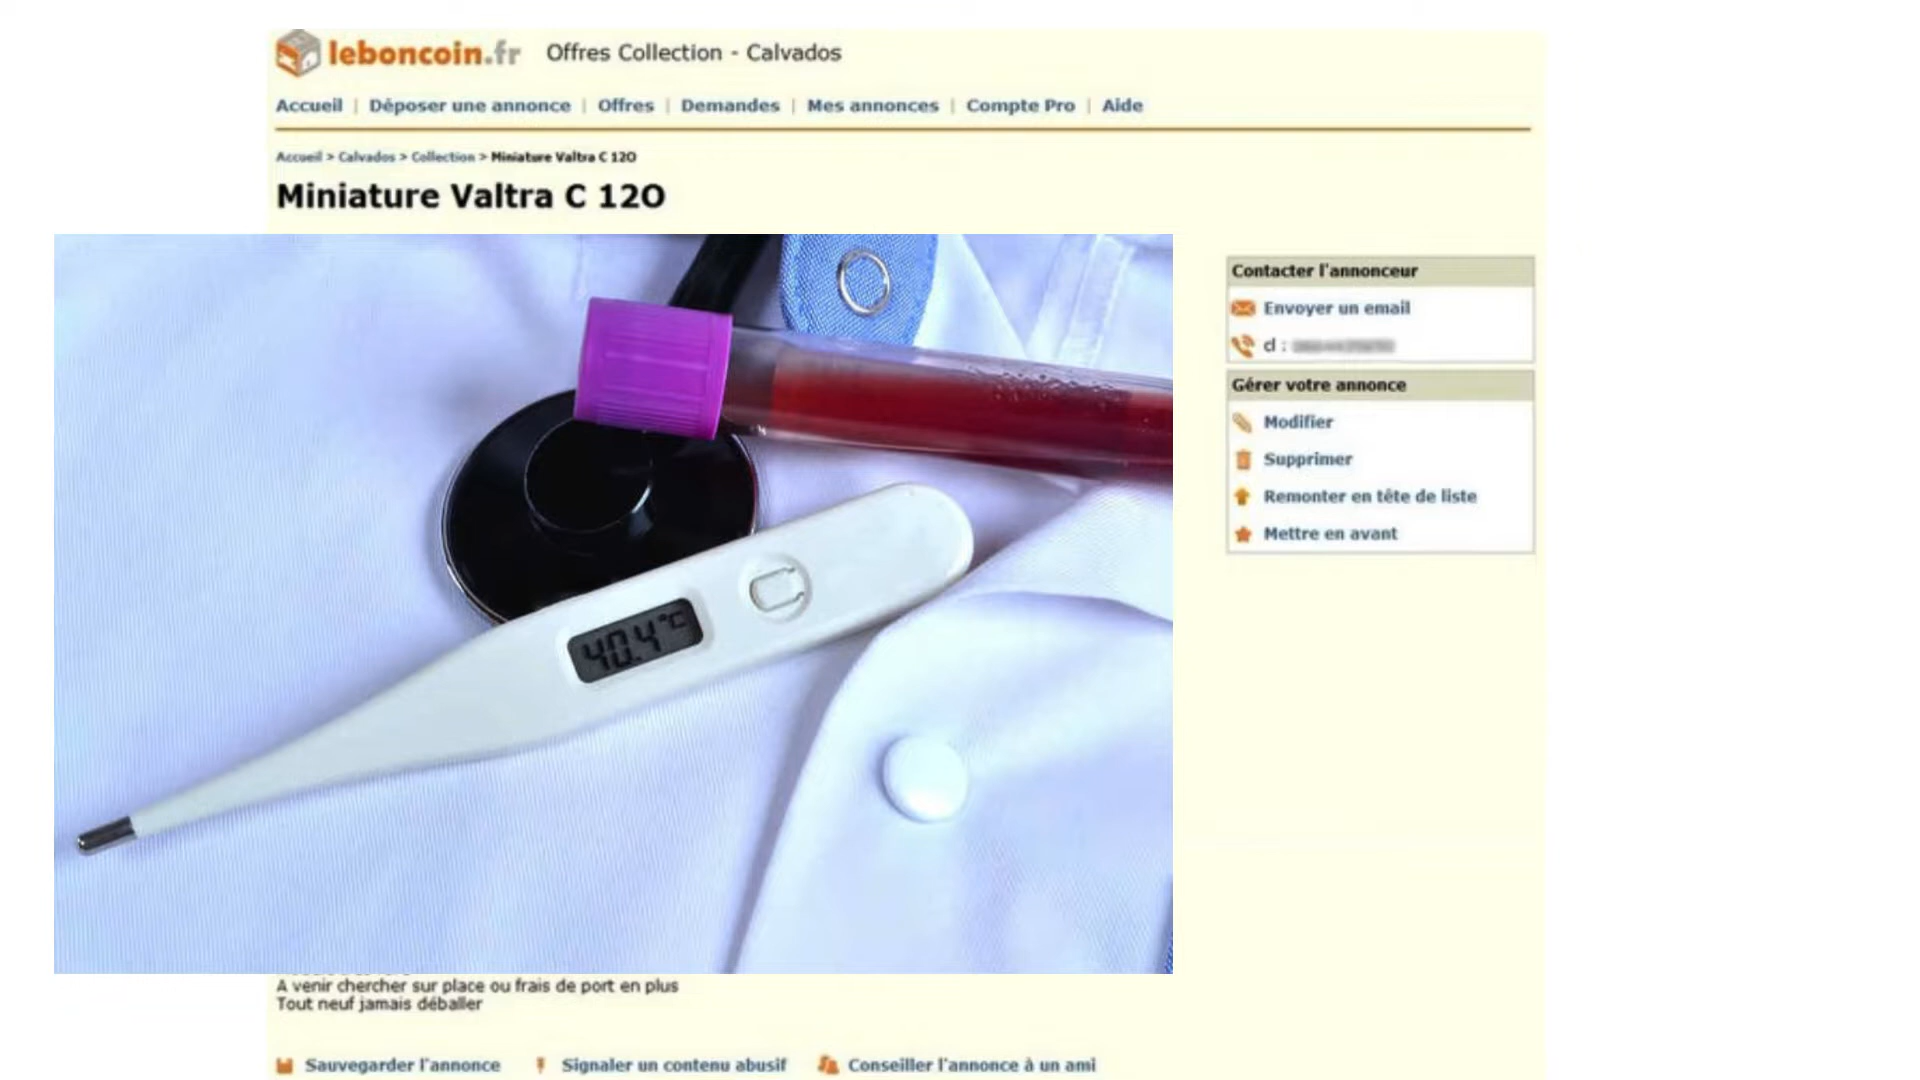 leboncoin.fr Offres Collection - Calvados
Accueil | Déposer une annonce | Offres | Demandes | Mes annonces | Compte Pro | Aide
Accueil > Calvados > Collection > Miniature Valtra C 12O
Miniature Valtra C 12O
Contacter l'annonceur
Envoyer un email
d :
Gérer votre annonce
Modifier
Supprimer
Remonter en tête de liste
Mettre en avant
40.4°C
A venir chercher sur place ou frais de port en plus
Tout neuf jamais déballer
Sauvegarder l'annonce
Signaler un contenu abusif
Conseiller l'annonce à un ami